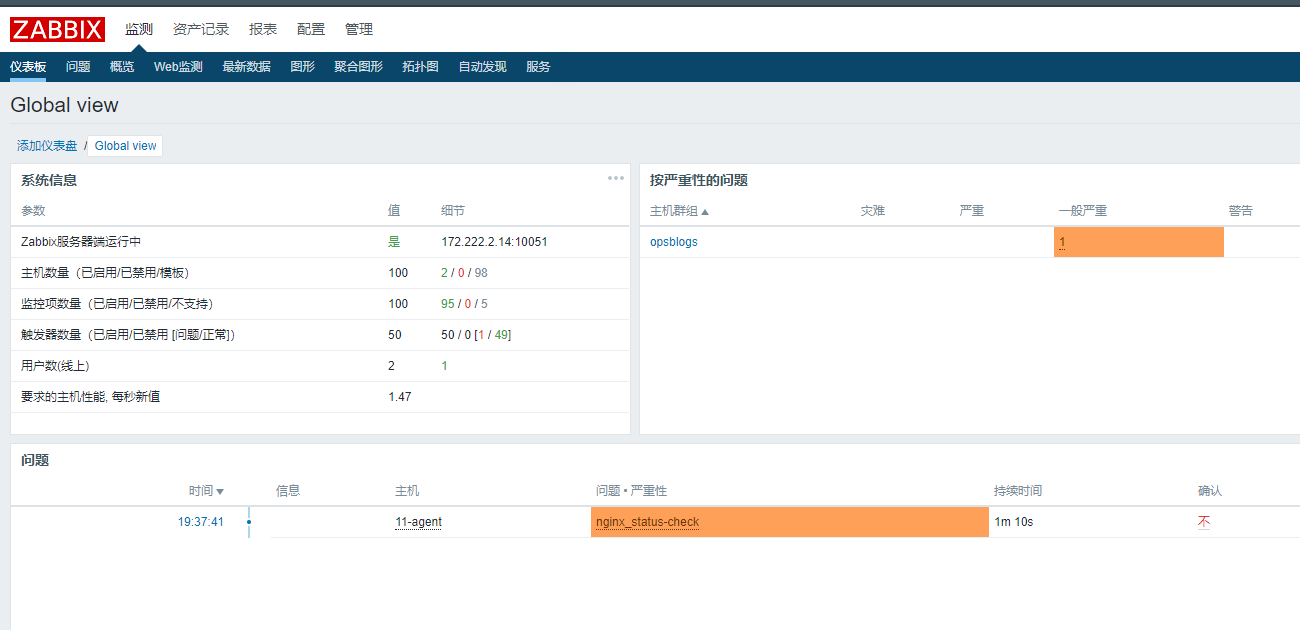 ZABBIX 监测 资产记录 报表 配置 管理
仪表板 问题 概览 Web监测 最新数据 图形 聚合图形 拓扑图 自动发现 服务
Global view
添加仪表盘 / Global view
系统信息
参数 值 细节
Zabbix服务器端运行中 是 172.222.2.14:10051
主机数量（已启用/已禁用/模板） 100 2 / 0 / 98
监控项数量（已启用/已禁用/不支持） 100 95 / 0 / 5
触发器数量（已启用/已禁用 [问题/正常]） 50 50 / 0 [1 / 49]
用户数(线上) 2 1
要求的主机性能, 每秒新值 1.47
按严重性的问题
主机群组▲ 灾难 严重 一般严重 警告
opsblogs 1
问题
时间▼ 信息 主机 问题 • 严重性 持续时间 确认
19:37:41 11-agent nginx_status-check 1m 10s 不